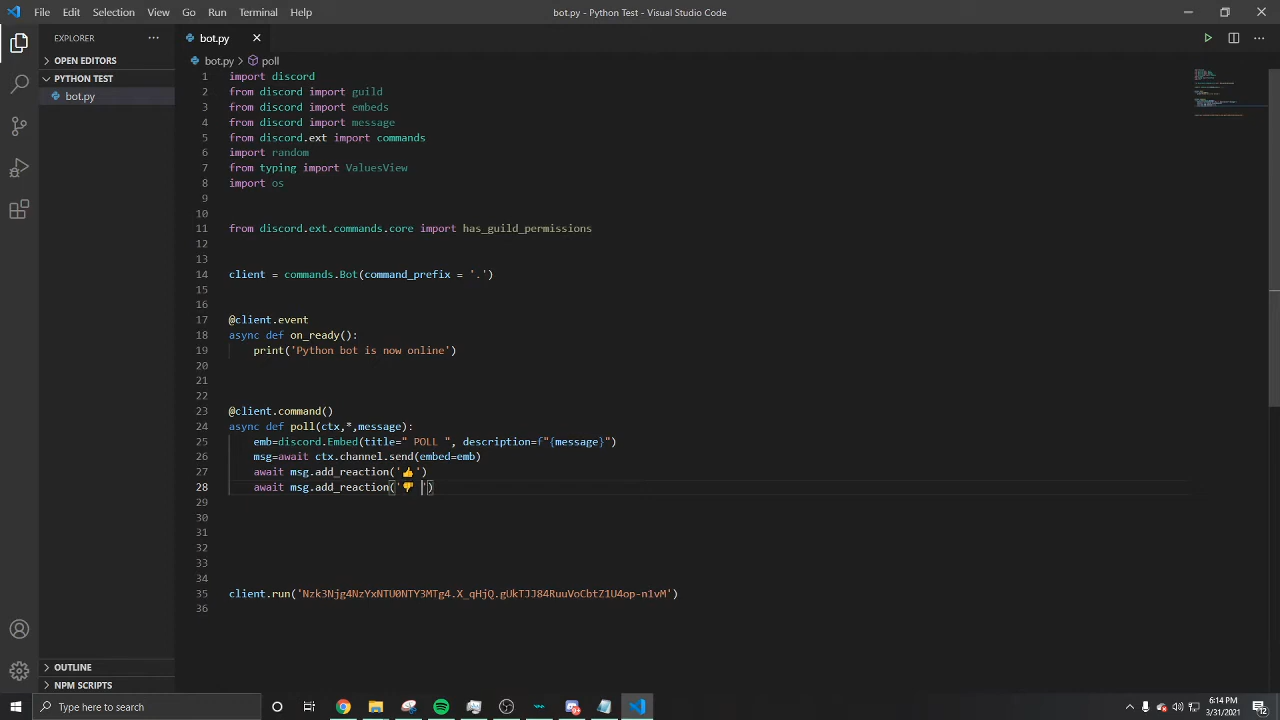 File Edit Selection View Go Run Terminal Help
bot.py - Python Test - Visual Studio Code
EXPLORER
OPEN EDITORS
PYTHON TEST
bot.py
OUTLINE
NPM SCRIPTS
bot.py
bot.py > poll
1 import discord
2 from discord import guild
3 from discord import embeds
4 from discord import message
5 from discord.ext import commands
6 import random
7 from typing import ValuesView
8 import os
9
10
11 from discord.ext.commands.core import has_guild_permissions
12
13
14 client = commands.Bot(command_prefix = '.')
15
16
17 @client.event
18 async def on_ready():
19 print('Python bot is now online')
20
21
22
23 @client.command()
24 async def poll(ctx,*,message):
25 emb=discord.Embed(title=" POLL ", description=f"{message}")
26 msg=await ctx.channel.send(embed=emb)
27 await msg.add_reaction('👍')
28 await msg.add_reaction('👎 ')
29
30
31
32
33
34
35 client.run('Nzk3Njg4NzYxNTU0NTY3MTg4.X_qHjQ.gUkTJJ84RuuVoCbtZ1U4op-n1vM')
36
Type here to search
6:14 PM
3/31/2021